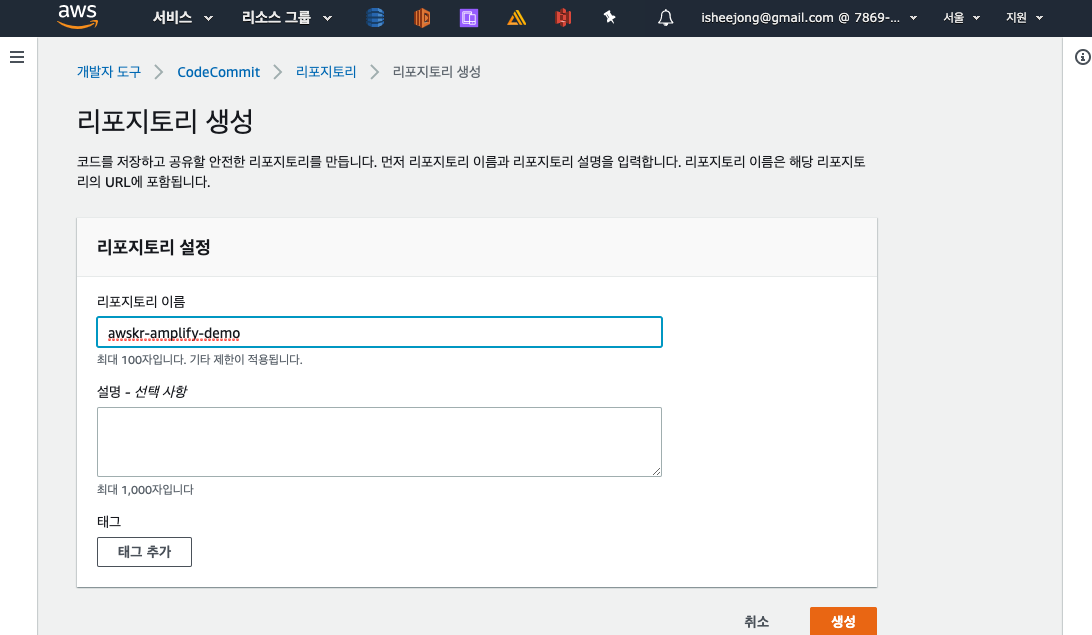 aws 서비스 리소스 그룹 isheejong@gmail.com @ 7869-... 서울 지원
개발자 도구 CodeCommit 리포지토리 리포지토리 생성
리포지토리 생성
코드를 저장하고 공유할 안전한 리포지토리를 만듭니다. 먼저 리포지토리 이름과 리포지토리 설명을 입력합니다. 리포지토리 이름은 해당 리포지토
리의 URL에 포함됩니다.
리포지토리 설정
리포지토리 이름
awskr-amplify-demo
최대 100자입니다. 기타 제한이 적용됩니다.
설명 - 선택 사항
최대 1,000자입니다
태그
태그 추가
취소 생성